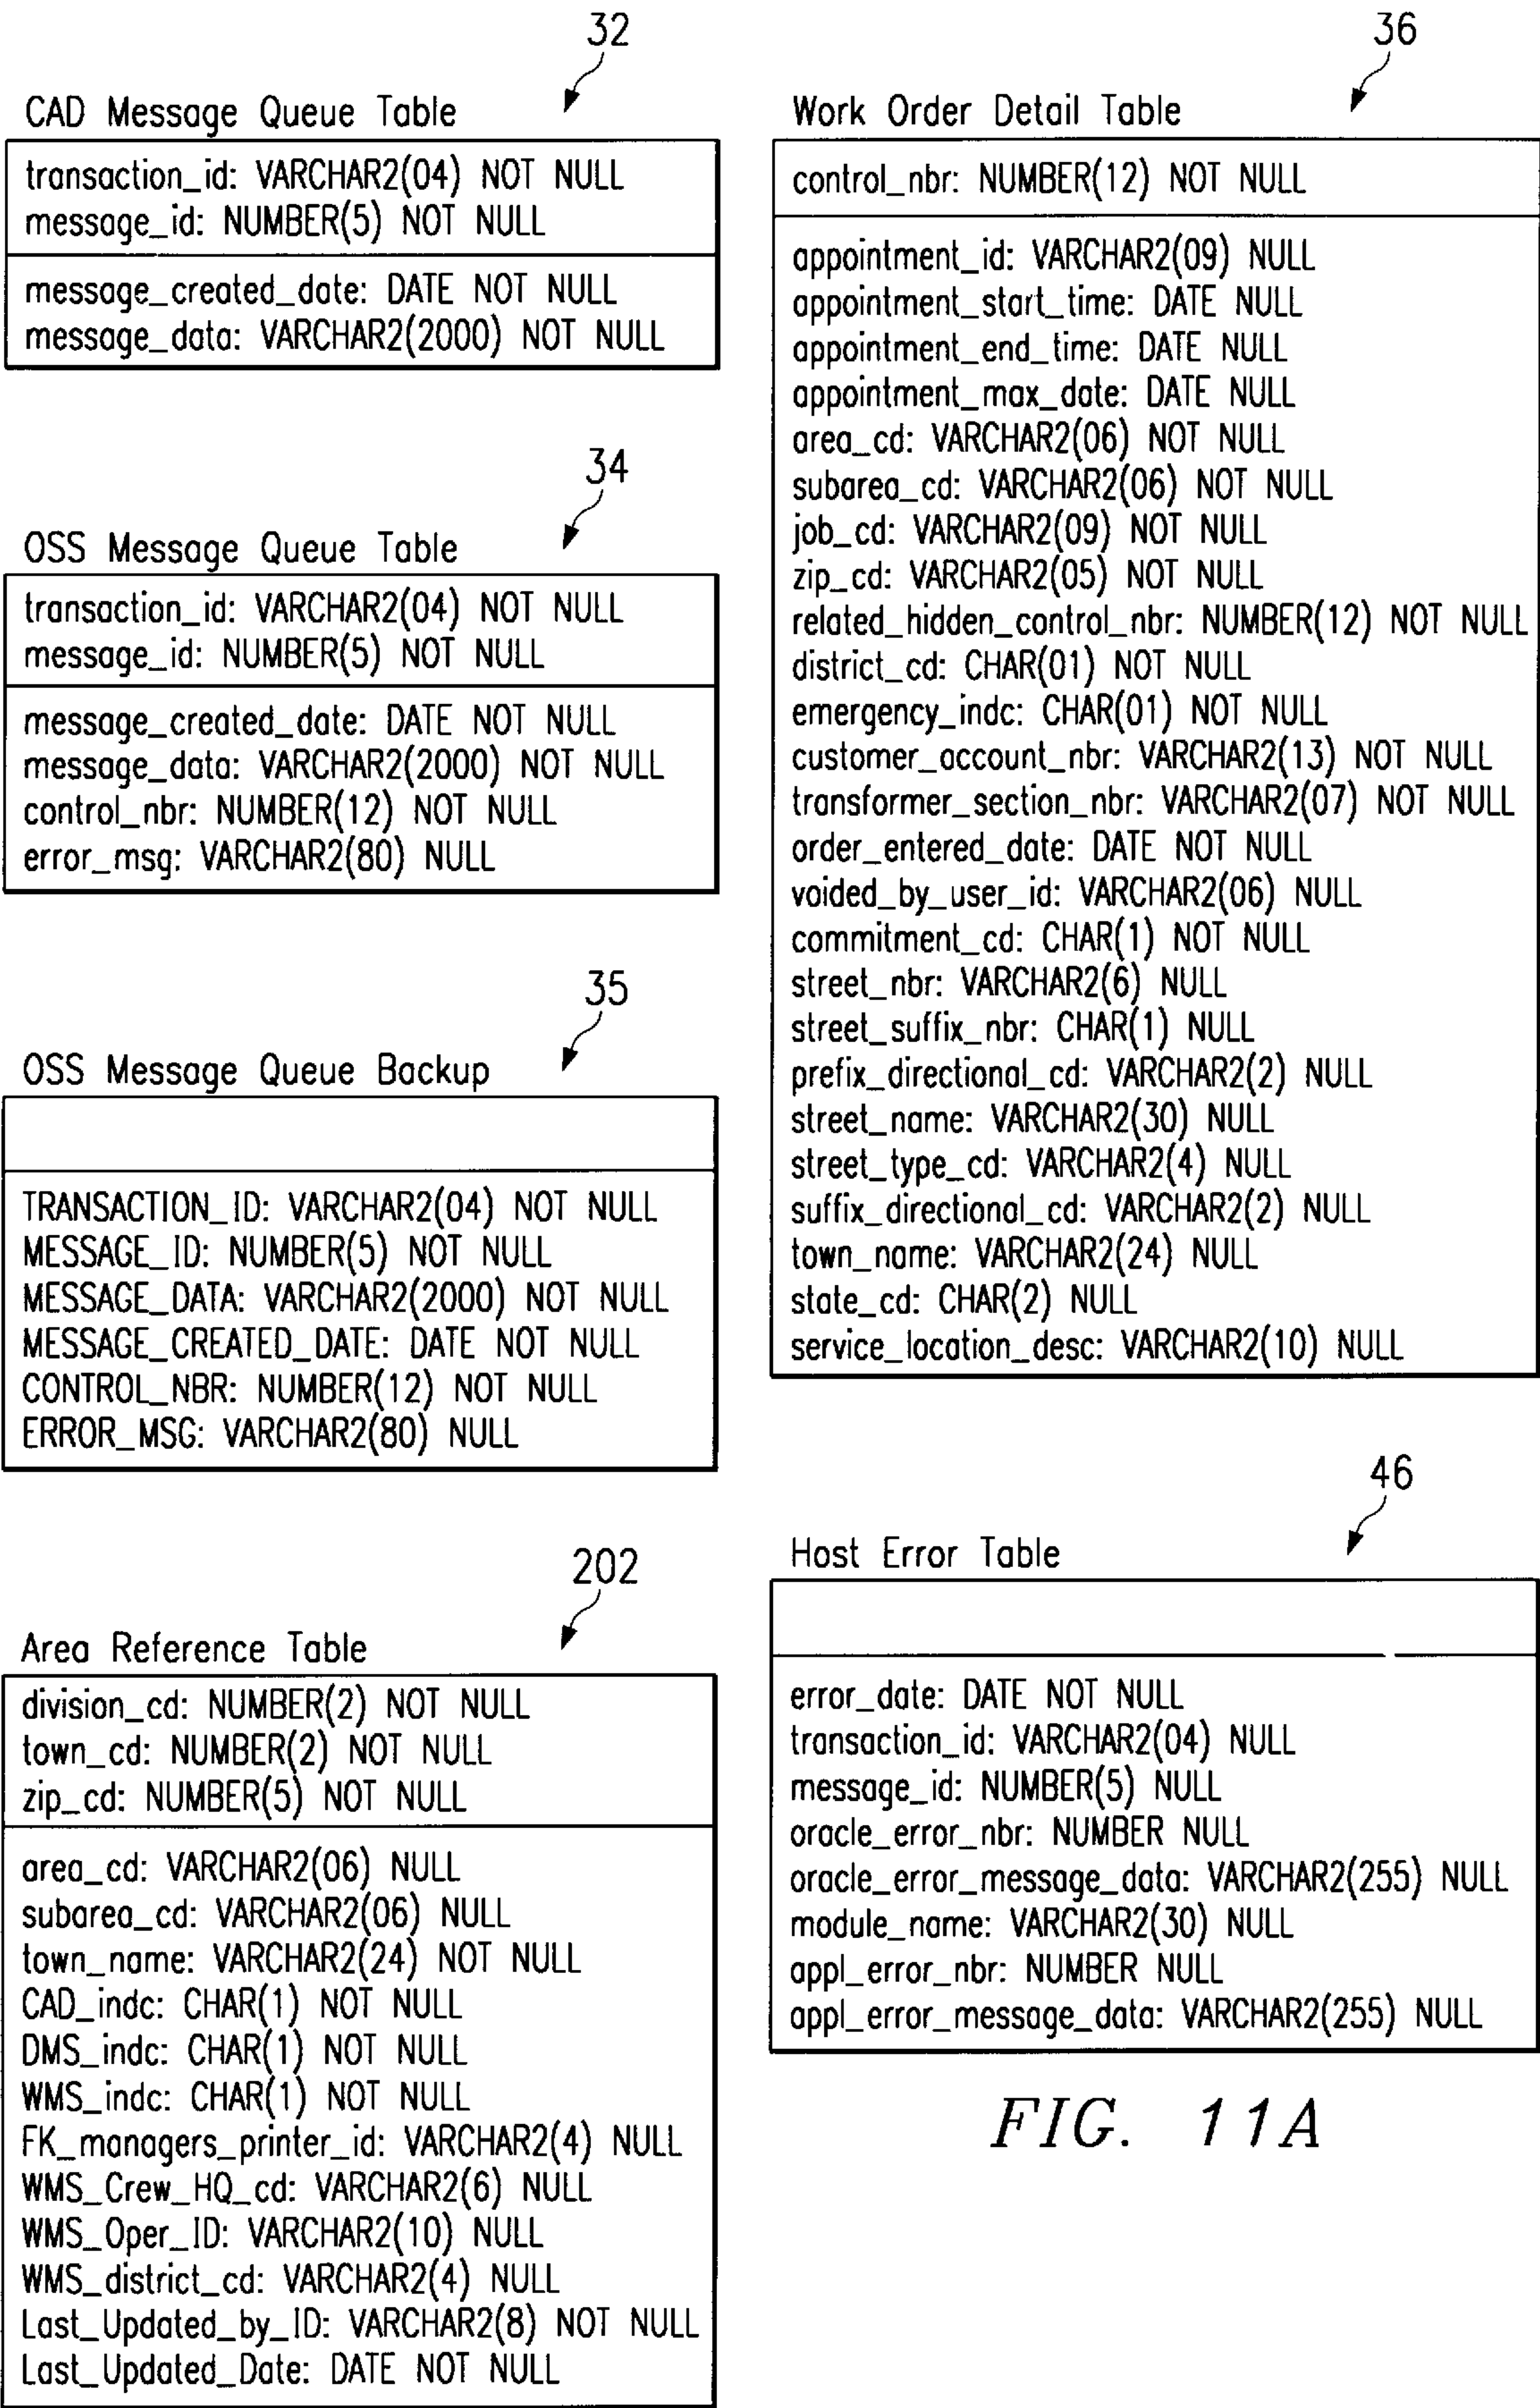 32
CAD Message Queue Table
transaction_id: VARCHAR2(04) NOT NULL
message_id: NUMBER(5) NOT NULL
message_created_date: DATE NOT NULL
message_data: VARCHAR2(2000) NOT NULL
34
OSS Message Queue Table
transaction_id: VARCHAR2(04) NOT NULL
message_id: NUMBER(5) NOT NULL
message_created_date: DATE NOT NULL
message_data: VARCHAR2(2000) NOT NULL
control_nbr: NUMBER(12) NOT NULL
error_msg: VARCHAR2(80) NULL
35
OSS Message Queue Backup
TRANSACTION_ID: VARCHAR2(04) NOT NULL
MESSAGE_ID: NUMBER(5) NOT NULL
MESSAGE_DATA: VARCHAR2(2000) NOT NULL
MESSAGE_CREATED_DATE: DATE NOT NULL
CONTROL_NBR: NUMBER(12) NOT NULL
ERROR_MSG: VARCHAR2(80) NULL
202
Area Reference Table
division_cd: NUMBER(2) NOT NULL
town_cd: NUMBER(2) NOT NULL
zip_cd: NUMBER(5) NOT NULL
area_cd: VARCHAR2(06) NULL
subarea_cd: VARCHAR2(06) NULL
town_name: VARCHAR2(24) NOT NULL
CAD_indc: CHAR(1) NOT NULL
DMS_indc: CHAR(1) NOT NULL
WMS_indc: CHAR(1) NOT NULL
FK_managers_printer_id: VARCHAR2(4) NULL
WMS_Crew_HQ_cd: VARCHAR2(6) NULL
WMS_Oper_ID: VARCHAR2(10) NULL
WMS_district_cd: VARCHAR2(4) NULL
Last_Updated_by_ID: VARCHAR2(8) NOT NULL
Last_Updated_Date: DATE NOT NULL
36
Work Order Detail Table
control_nbr: NUMBER(12) NOT NULL
appointment_id: VARCHAR2(09) NULL
appointment_start_time: DATE NULL
appointment_end_time: DATE NULL
appointment_max_date: DATE NULL
area_cd: VARCHAR2(06) NOT NULL
subarea_cd: VARCHAR2(06) NOT NULL
job_cd: VARCHAR2(09) NOT NULL
zip_cd: VARCHAR2(05) NOT NULL
related_hidden_control_nbr: NUMBER(12) NOT NULL
district_cd: CHAR(01) NOT NULL
emergency_indc: CHAR(01) NOT NULL
customer_account_nbr: VARCHAR2(13) NOT NULL
transformer_section_nbr: VARCHAR2(07) NOT NULL
order_entered_date: DATE NOT NULL
voided_by_user_id: VARCHAR2(06) NULL
commitment_cd: CHAR(1) NOT NULL
street_nbr: VARCHAR2(6) NULL
street_suffix_nbr: CHAR(1) NULL
prefix_directional_cd: VARCHAR2(2) NULL
street_name: VARCHAR2(30) NULL
street_type_cd: VARCHAR2(4) NULL
suffix_directional_cd: VARCHAR2(2) NULL
town_name: VARCHAR2(24) NULL
state_cd: CHAR(2) NULL
service_location_desc: VARCHAR2(10) NULL
46
Host Error Table
error_date: DATE NOT NULL
transaction_id: VARCHAR2(04) NULL
message_id: NUMBER(5) NULL
oracle_error_nbr: NUMBER NULL
oracle_error_message_data: VARCHAR2(255) NULL
module_name: VARCHAR2(30) NULL
appl_error_nbr: NUMBER NULL
appl_error_message_data: VARCHAR2(255) NULL
FIG. 11A